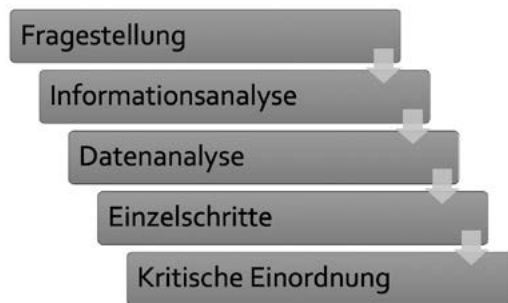 Fragestellung
Informationsanalyse
Datenanalyse
Einzelschritte
Kritische Einordnung